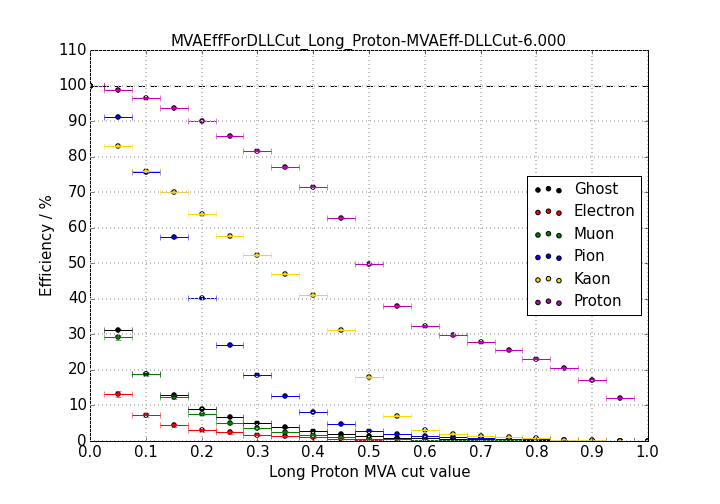 MVAEffForDLLCut_Long_Proton-MVAEff-DLLCut-6.000
110
100
90
80
70
60
50
40
30
20
10
0
Efficiency / %
Ghost
Electron
Muon
Pion
Kaon
Proton
0.0 0.1 0.2 0.3 0.4 0.5 0.6 0.7 0.8 0.9 1.0
Long Proton MVA cut value